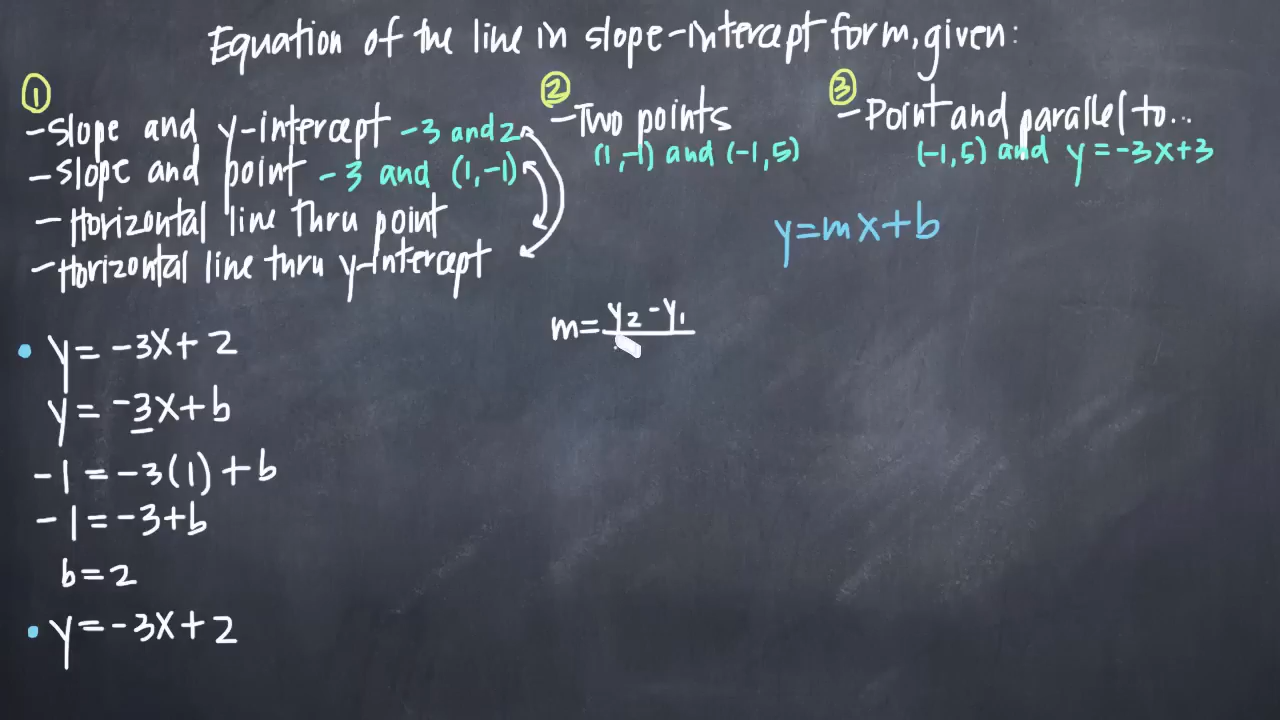 Equation of the line in slope-intercept form, given:
①
-Slope and y-intercept -3 and 2
-Slope and point -3 and (1,-1)
-Horizontal line thru point
-Horizontal line thru y-intercept
②
-Two points
(1,-1) and (-1,5)
③
-Point and parallel to...
(-1,5) and y=-3x+3
y=mx+b
• y=-3x+2
y=-3x+b
-1=-3(1)+b
-1=-3+b
b=2
• y=-3x+2
m=y₂-y₁